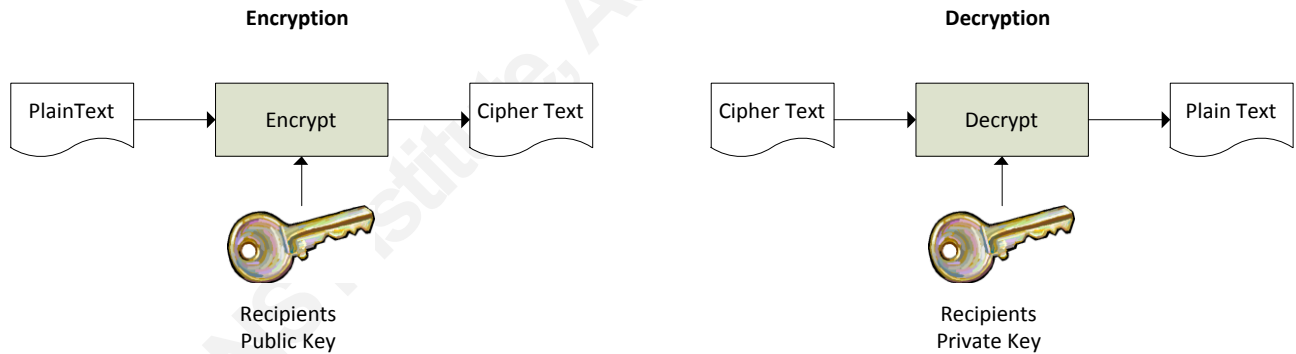 Encryption
Decryption
PlainText
Encrypt
Cipher Text
Cipher Text
Decrypt
Plain Text
Recipients
Public Key
Recipients
Private Key